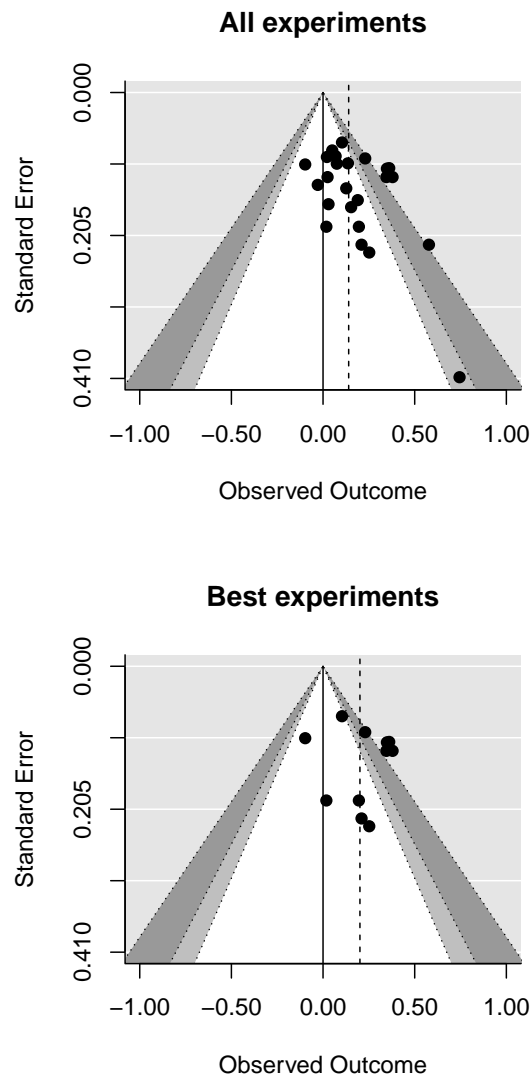 All experiments
0.000
0.205
0.410
Standard Error
−1.00 −0.50 0.00 0.50 1.00
Observed Outcome
Best experiments
0.000
0.205
0.410
Standard Error
−1.00 −0.50 0.00 0.50 1.00
Observed Outcome